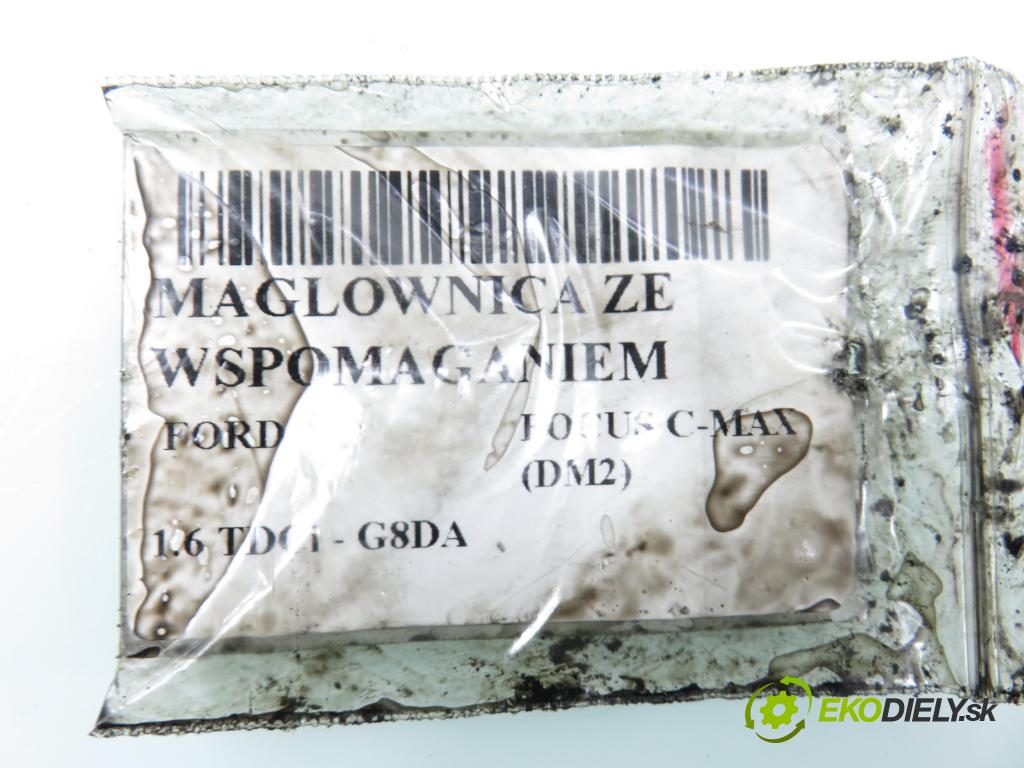 MAGLOWNICA ZE
WSPOMAGANIEM
FORD FOCUS C-MAX
(DM2)
1.6 TDCi - G8DA
EKODIELY.sk